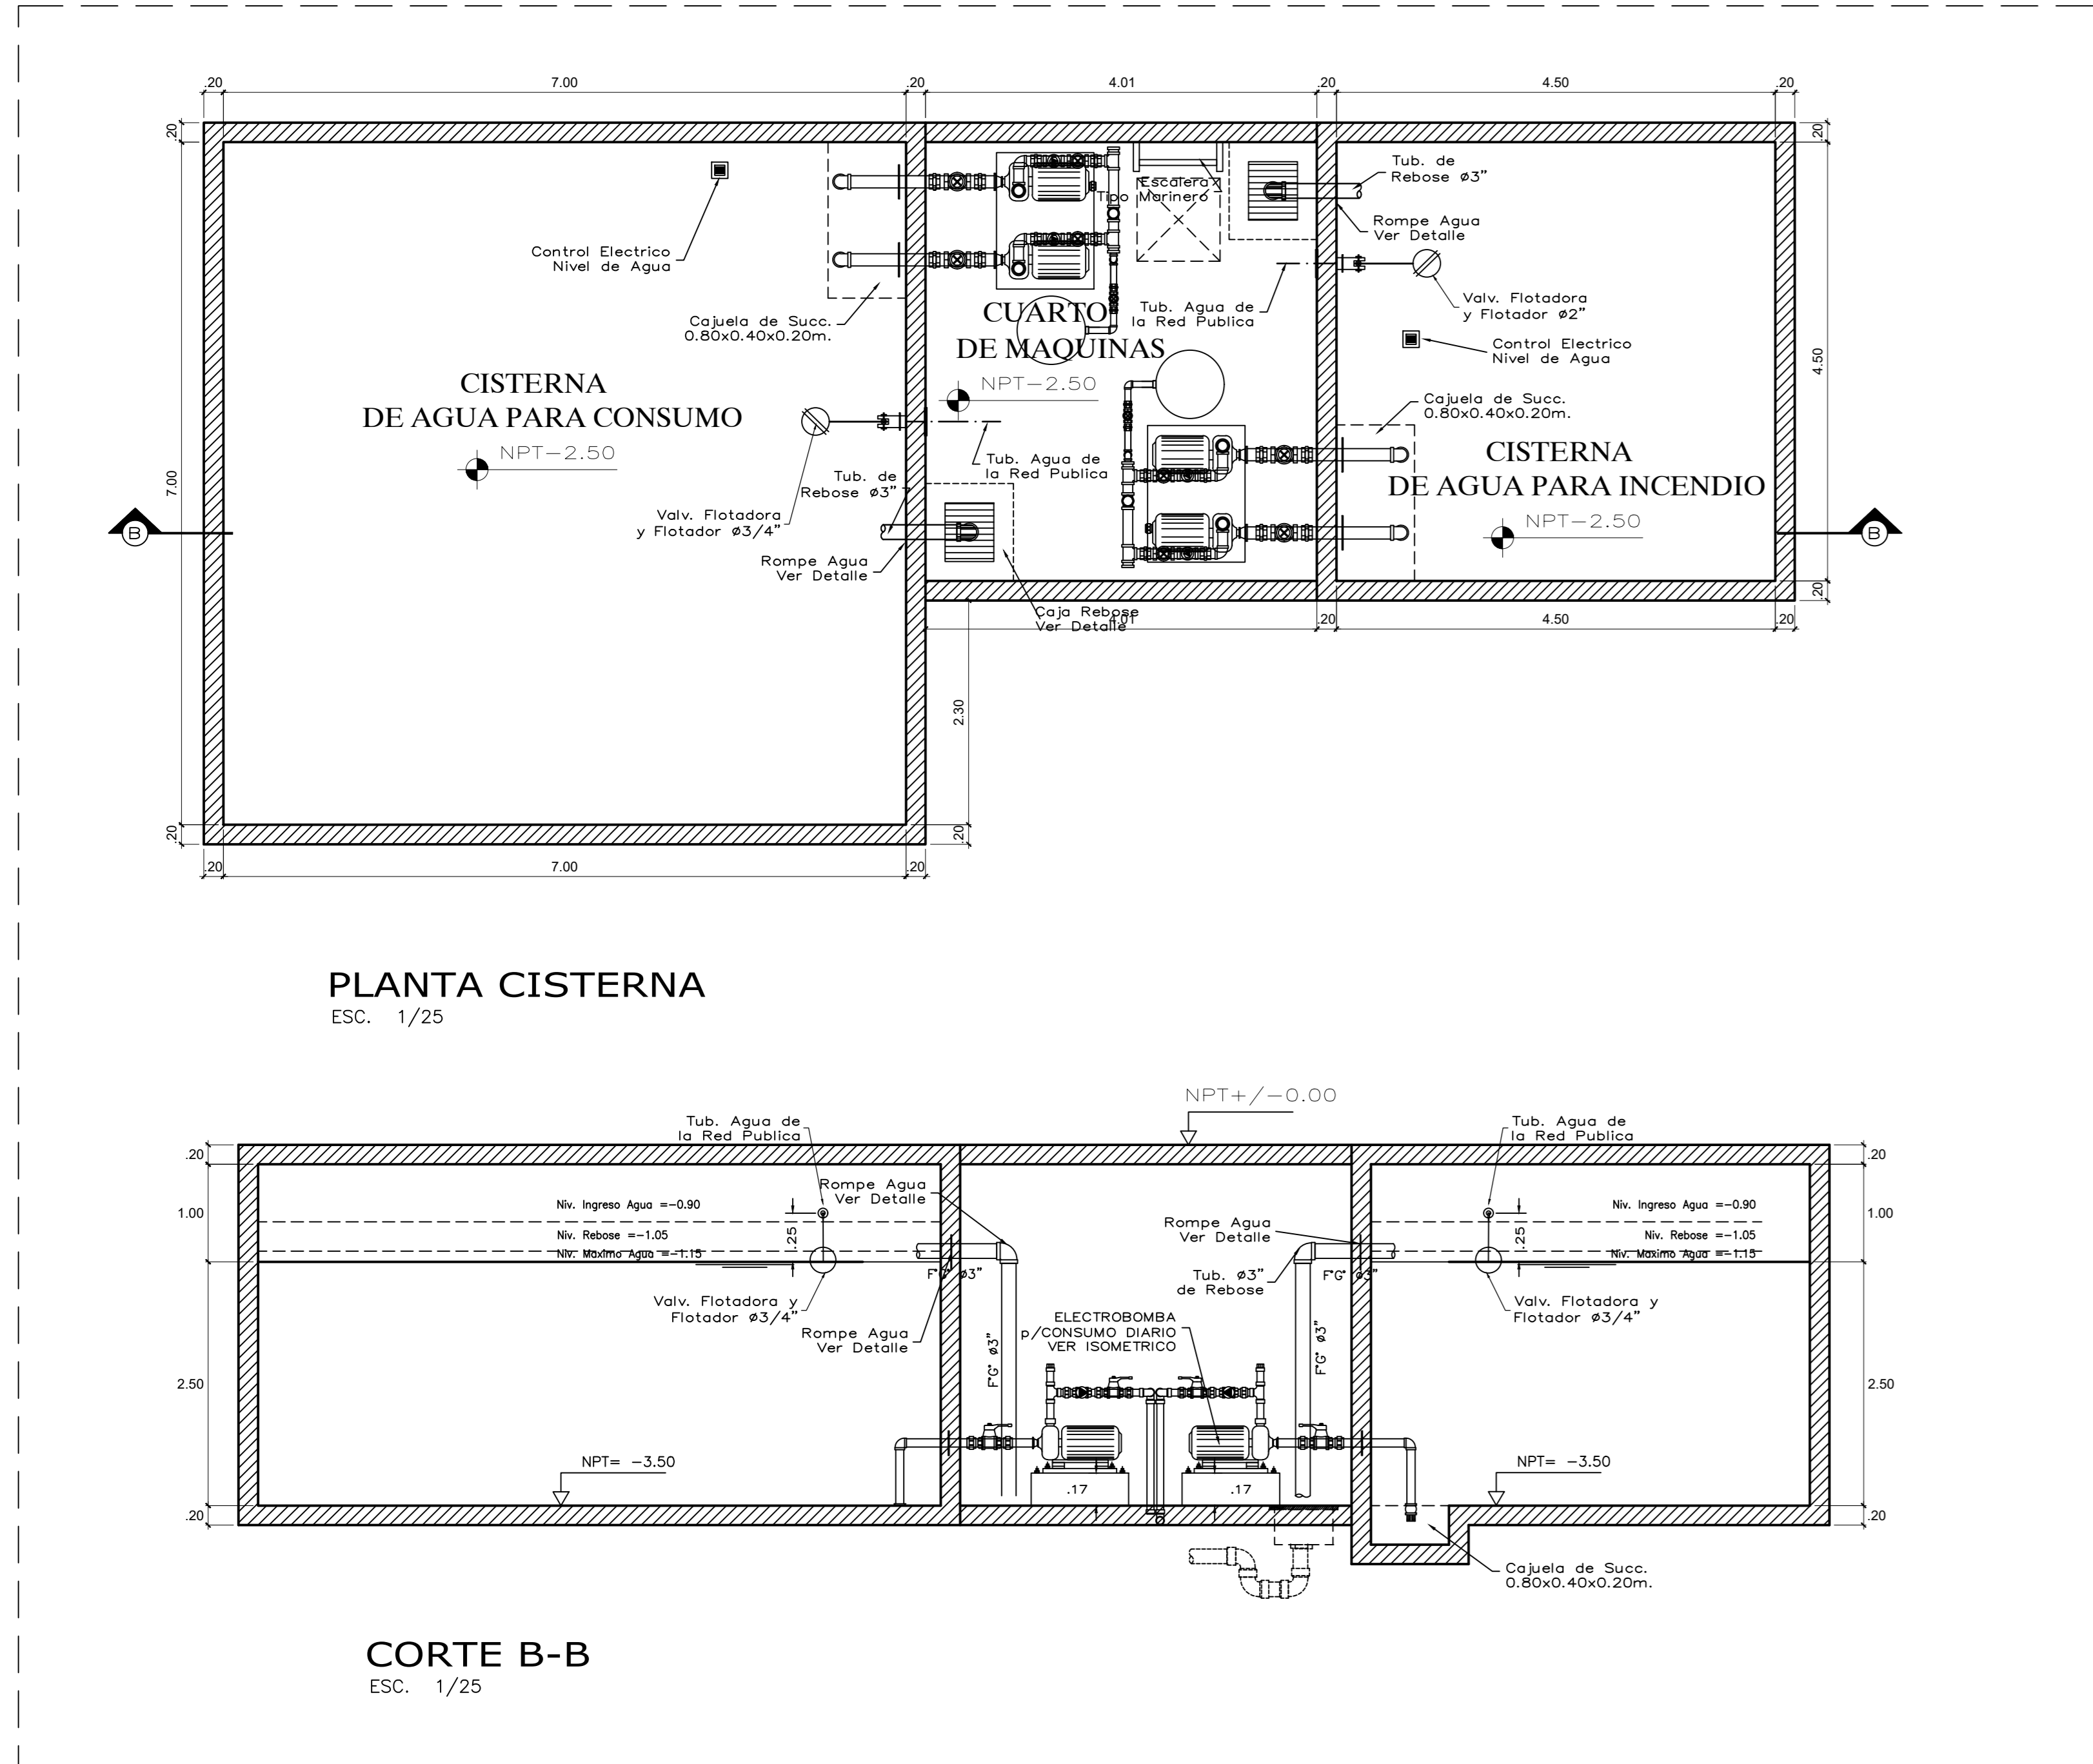 .20 7.00 .20 4.01 .20 4.50 .20
.20
.20
Tub. de
Rebose ø3"
Escalera
Tipo Marinero
Rompe Agua
Ver Detalle
Control Electrico
Nivel de Agua
Valv. Flotadora
y Flotador ø2"
Tub. Agua de
la Red Publica
Cajuela de Succ.
0.80x0.40x0.20m.
CUARTO
DE MAQUINAS
NPT-2.50
Control Electrico
Nivel de Agua
4.50
CISTERNA
DE AGUA PARA CONSUMO
NPT-2.50
Cajuela de Succ.
0.80x0.40x0.20m.
CISTERNA
DE AGUA PARA INCENDIO
NPT-2.50
Tub. Agua de
la Red Publica
Tub. de
Rebose ø3"
7.00
Valv. Flotadora
y Flotador ø3/4"
B
B
Rompe Agua
Ver Detalle
.20
Caja Rebose
Ver Detalle
4.01 .20 4.50 .20
2.30
.20
.20
.20 7.00 .20
PLANTA CISTERNA
ESC. 1/25
NPT+/-0.00
Tub. Agua de
la Red Publica
Tub. Agua de
la Red Publica
.20
.20
Rompe Agua
Ver Detalle
Niv. Ingreso Agua =-0.90
Niv. Ingreso Agua =-0.90
1.00
1.00
Rompe Agua
Ver Detalle
Niv. Rebose =-1.05
.25
.25
Niv. Rebose =-1.05
Niv. Maximo Agua =-1.15
Niv. Maximo Agua =-1.15
F°G° ø3"
Tub. ø3"
de Rebose
F°G° ø3"
Valv. Flotadora y
Flotador ø3/4"
Valv. Flotadora y
Flotador ø3/4"
ELECTROBOMBA
p/CONSUMO DIARIO
VER ISOMETRICO
Rompe Agua
Ver Detalle
F°G° ø3"
F°G° ø3"
2.50
2.50
NPT= -3.50
NPT= -3.50
.17
.17
.20
.20
Cajuela de Succ.
0.80x0.40x0.20m.
CORTE B-B
ESC. 1/25